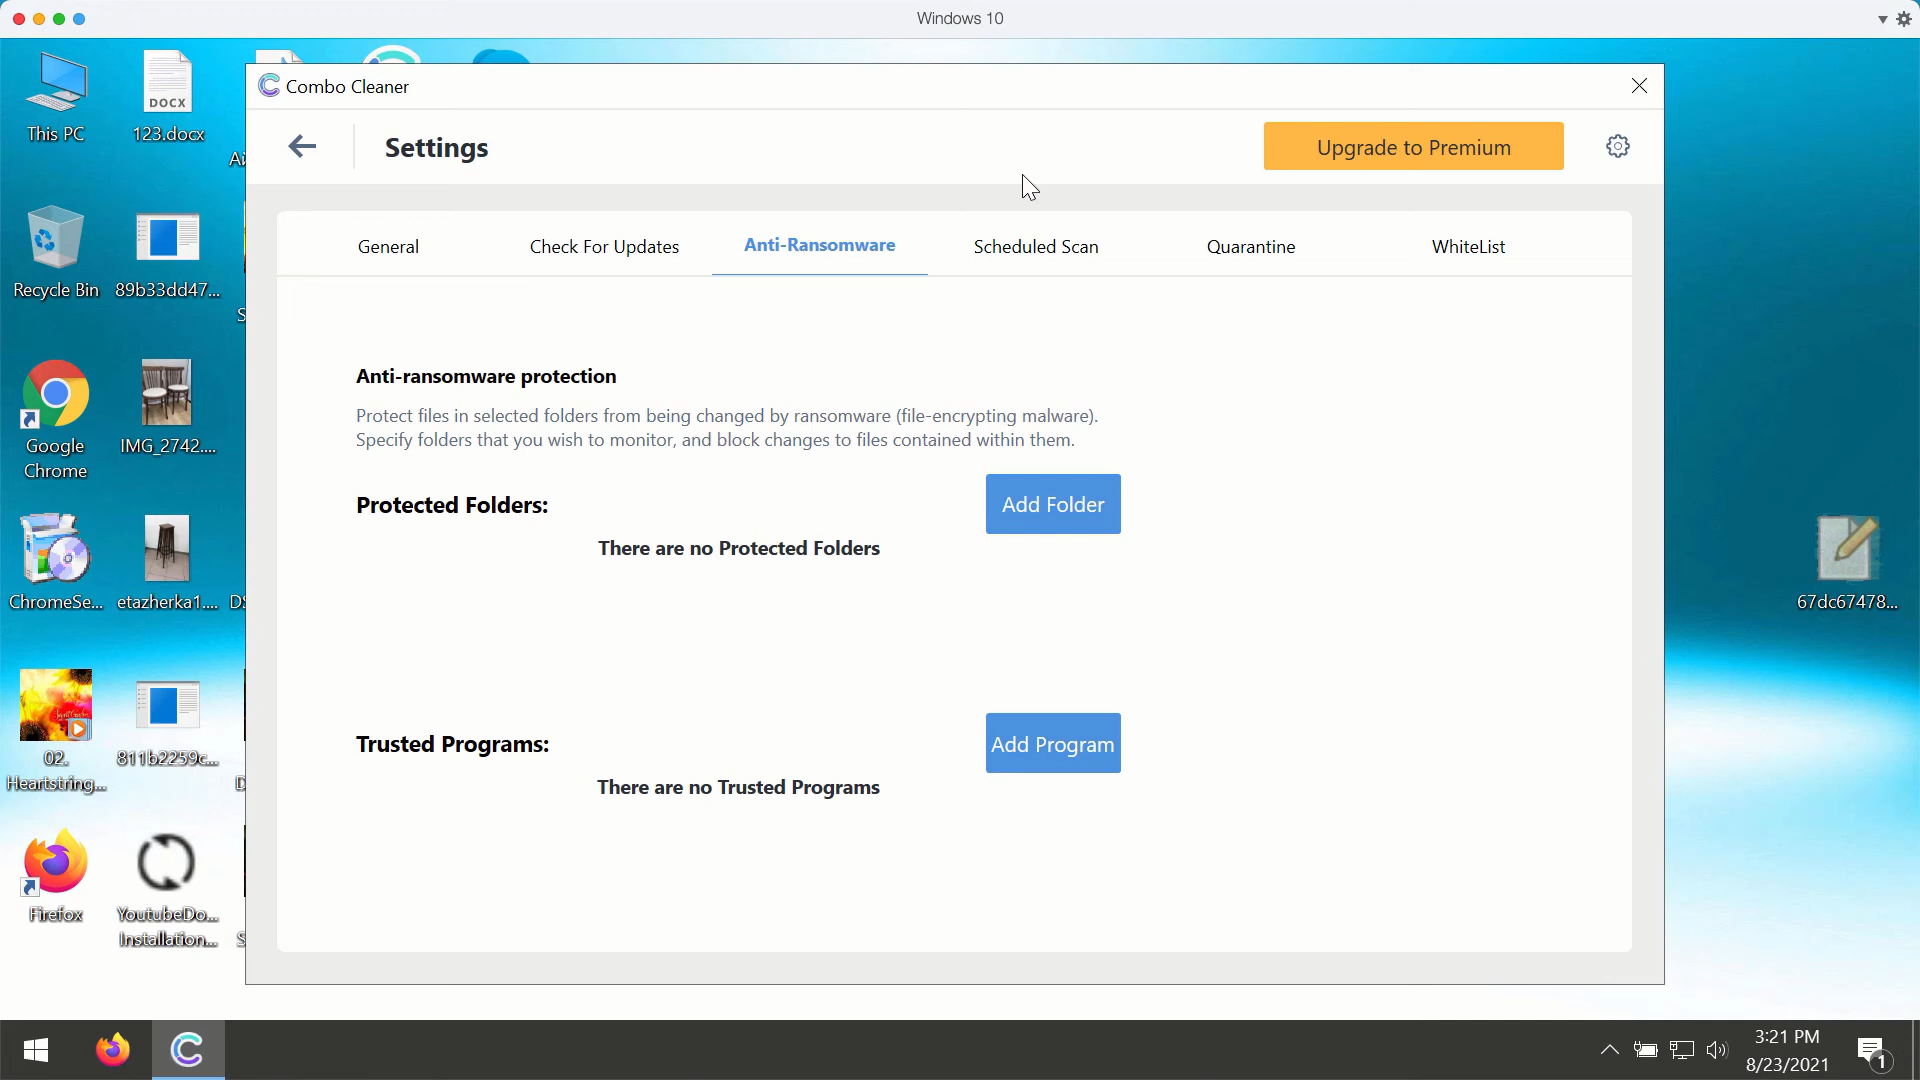 Windows 10
This PC
123.docx
DOCX
Recycle Bin
89b33dd47...
Google
Chrome
IMG_2742....
ChromeSe...
etazherka1....
02.
Heartstring...
811b2259c...
Firefox
YoutubeDo...
Installation...
Combo Cleaner
Settings
Upgrade to Premium
General
Check For Updates
Anti-Ransomware
Scheduled Scan
Quarantine
WhiteList
Anti-ransomware protection
Protect files in selected folders from being changed by ransomware (file-encrypting malware).
Specify folders that you wish to monitor, and block changes to files contained within them.
Protected Folders:
Add Folder
There are no Protected Folders
Trusted Programs:
Add Program
There are no Trusted Programs
67dc67478...
3:21 PM
8/23/2021
1